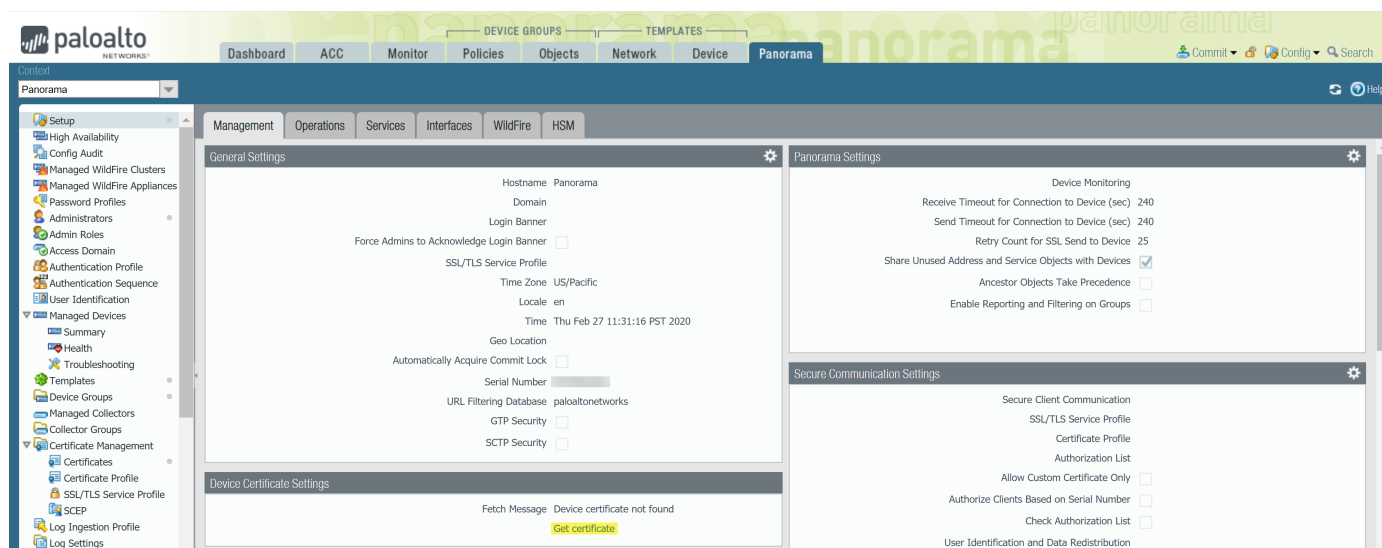 paloalto
NETWORKS®
DEVICE GROUPS
TEMPLATES
Dashboard ACC Monitor Policies Objects Network Device Panorama
panorama
panorama
panorama
Commit Config Search
Context
Panorama
Help
Setup
High Availability
Config Audit
Managed WildFire Clusters
Managed WildFire Appliances
Password Profiles
Administrators
Admin Roles
Access Domain
Authentication Profile
Authentication Sequence
User Identification
Managed Devices
Summary
Health
Troubleshooting
Templates
Device Groups
Managed Collectors
Collector Groups
Certificate Management
Certificates
Certificate Profile
SSL/TLS Service Profile
SCEP
Log Ingestion Profile
Log Settings
Management Operations Services Interfaces WildFire HSM
General Settings
Hostname Panorama
Domain
Login Banner
Force Admins to Acknowledge Login Banner
SSL/TLS Service Profile
Time Zone US/Pacific
Locale en
Time Thu Feb 27 11:31:16 PST 2020
Geo Location
Automatically Acquire Commit Lock
Serial Number
URL Filtering Database paloaltonetworks
GTP Security
SCTP Security
Device Certificate Settings
Fetch Message Device certificate not found
Get certificate
Panorama Settings
Device Monitoring
Receive Timeout for Connection to Device (sec) 240
Send Timeout for Connection to Device (sec) 240
Retry Count for SSL Send to Device 25
Share Unused Address and Service Objects with Devices
Ancestor Objects Take Precedence
Enable Reporting and Filtering on Groups
Secure Communication Settings
Secure Client Communication
SSL/TLS Service Profile
Certificate Profile
Authorization List
Allow Custom Certificate Only
Authorize Clients Based on Serial Number
Check Authorization List
User Identification and Data Redistribution